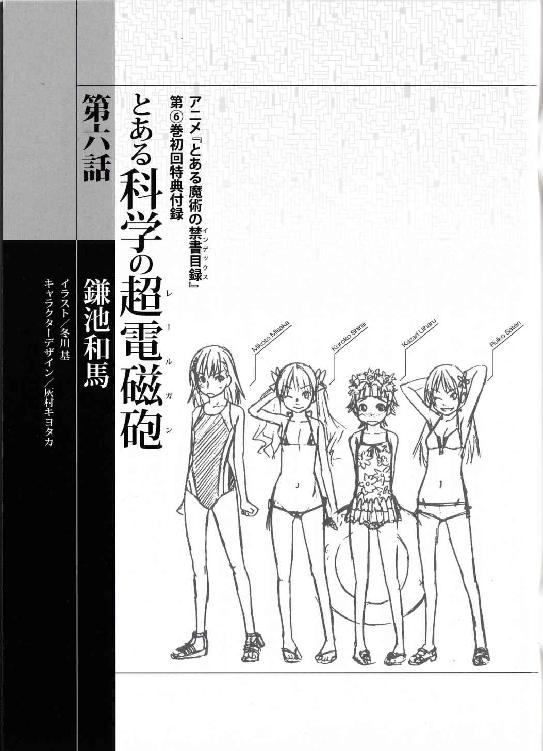 アニメ『とある魔術の禁書目録』
インデックス
第⑥巻初回特典付録
とある科学の超電磁砲
レールガン
第六話
鎌池和馬
イラスト／冬川 基
キャラクターデザイン／灰村キヨタカ
Mikoto Misaka
Kuroko Shirai
Kazari Uiharu
Ruiko Saten